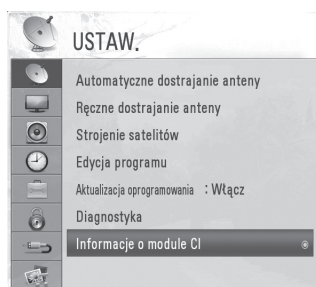 USTAW.
Automatyczne dostrajanie anteny
Ręczne dostrajanie anteny
Strojenie satelitów
Edycja programu
Aktualizacja oprogramowania : Włącz
Diagnostyka
Informacje o module CI